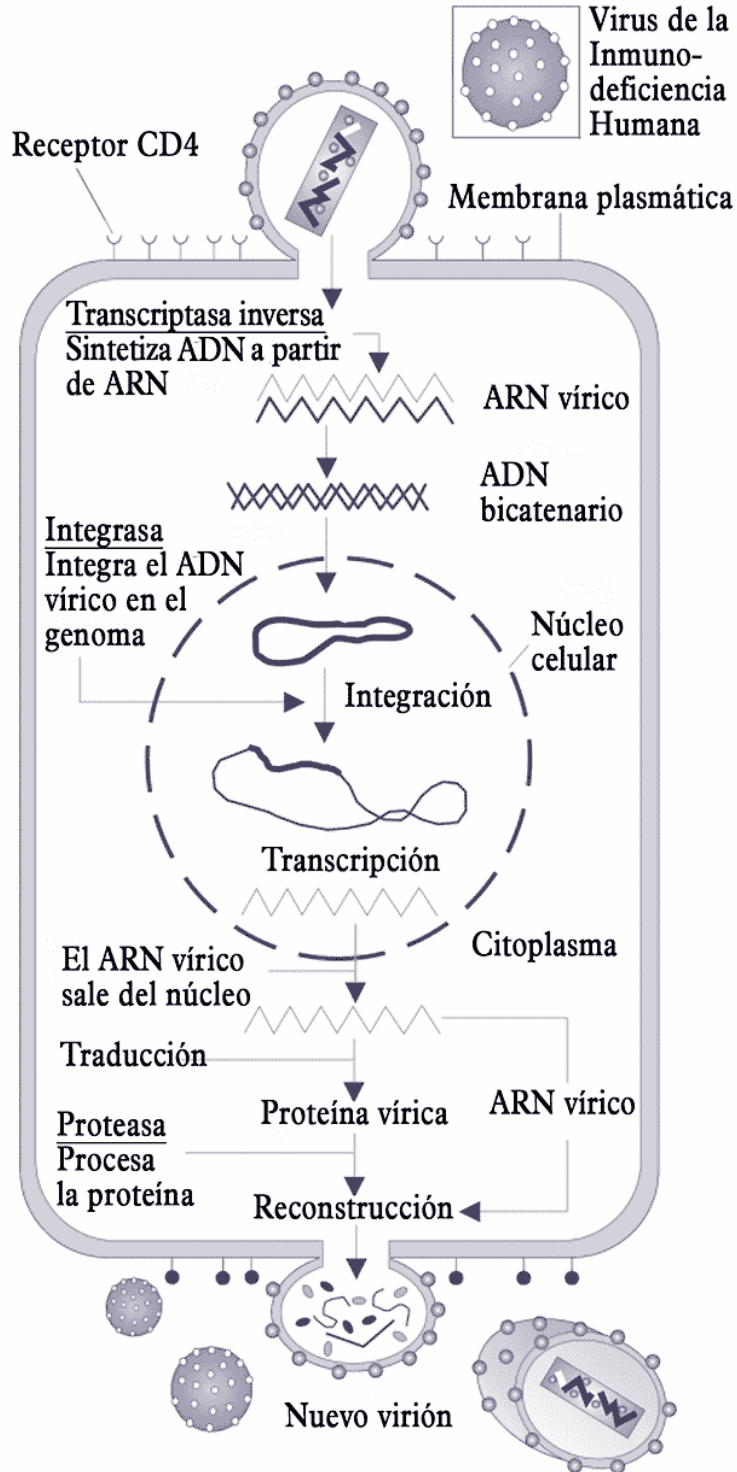 Virus de la
Inmuno-
deficiencia
Humana
Receptor CD4
Membrana plasmática
Transcriptasa inversa
Sintetiza ADN a partir
de ARN
ARN vírico
ADN
bicatenario
Integrasa
Integra el ADN
vírico en el
genoma
Núcleo
celular
Integración
Transcripción
Citoplasma
El ARN vírico
sale del núcleo
Traducción
Proteína vírica
ARN vírico
Proteasa
Procesa
la proteína
Reconstrucción
Nuevo virión